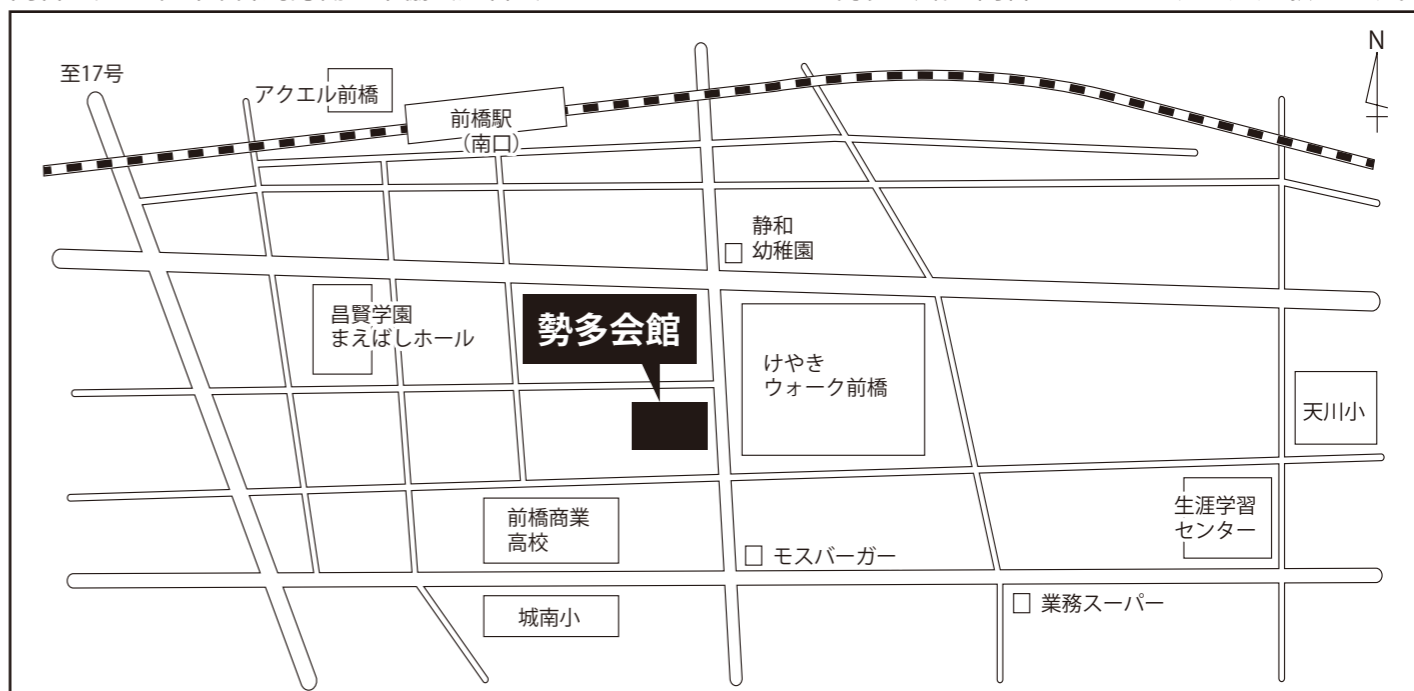 N
至17号
アクエル前橋
前橋駅
(南口)
静和
幼稚園
昌賢学園
まえばしホール
勢多会館
けやき
ウォーク前橋
天川小
前橋商業
高校
生涯学習
センター
モスバーガー
城南小
業務スーパー